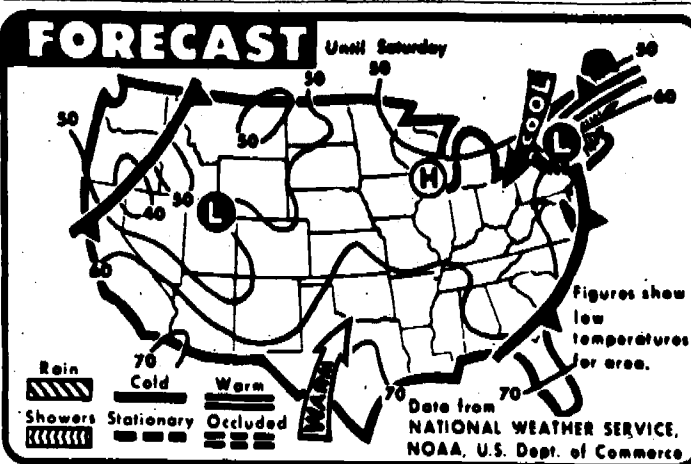 FORECAST
Until Saturday
50
50
50
60
50
COOL
L
50
H
50
40
L
60
Figures show
low
temperatures
for area.
70
WARM
70
70
Rain
Cold
Warm
Showers
Stationary
Occluded
Data from
NATIONAL WEATHER SERVICE,
NOAA, U.S. Dept. of Commerce